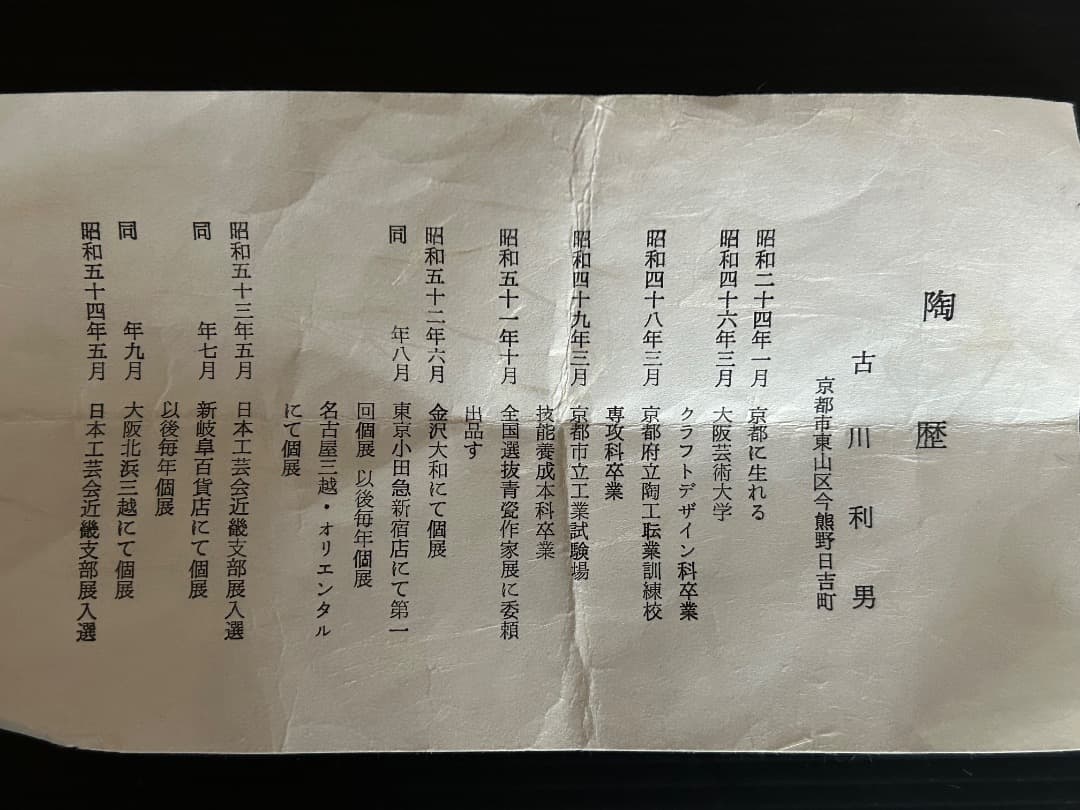 陶歴
古川利男
京都市東山区今熊野日吉町
昭和二十四年一月 京都に生れる
昭和四十六年三月 大阪芸術大学
クラフトデザイン科卒業
昭和四十八年三月 京都府立陶工転業訓練校
専攻科卒業
昭和四十九年三月 京都市立工業試験場
技能養成本科卒業
昭和五十一年十月 全国選抜青瓷作家展に委頼
出品す
昭和五十二年六月 金沢大和にて個展
同 年八月 東京小田急新宿店にて第一
回個展 以後毎年個展
名古屋三越・オリエンタル
にて個展
昭和五十三年五月 日本工芸会近畿支部展入選
同 年七月 新岐阜百貨店にて個展
以後毎年個展
同 年九月 大阪北浜三越にて個展
昭和五十四年五月 日本工芸会近畿支部展入選